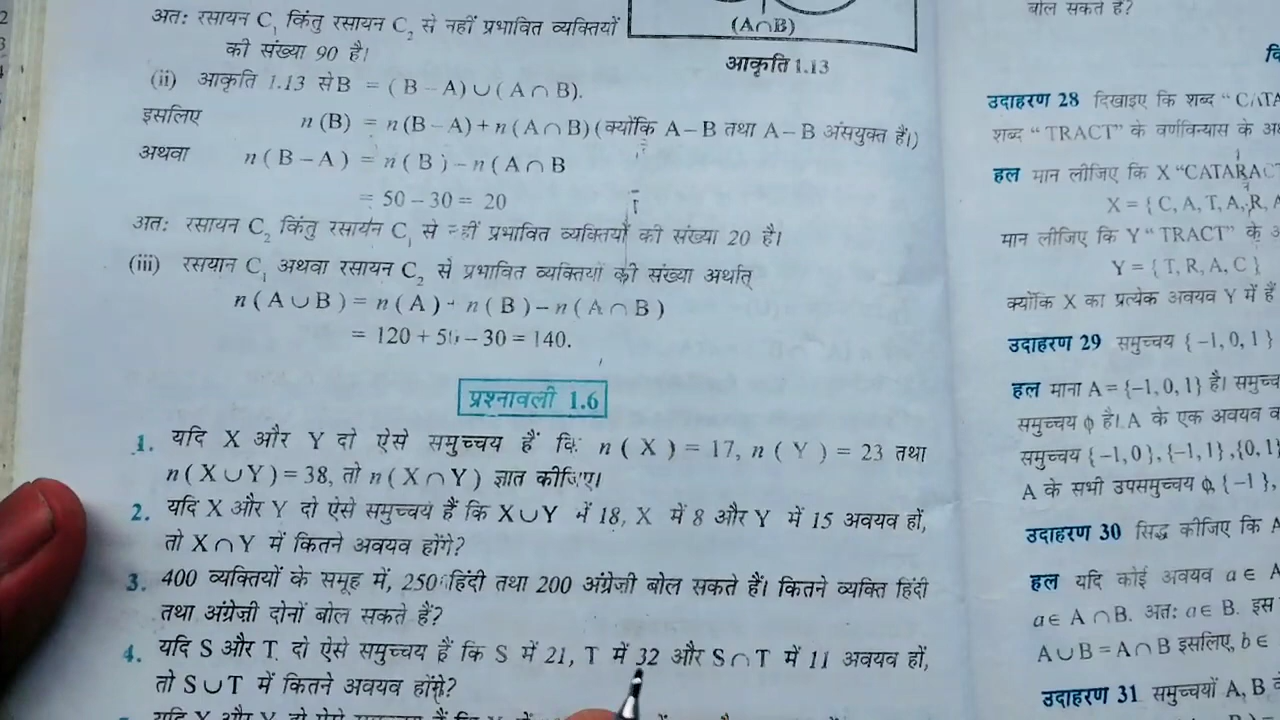 अतः रसायन C₁ किंतु रसायन C₂ से नहीं प्रभावित व्यक्तियों
की संख्या 90 है।
(A∩B)
आकृति 1.13
(ii) आकृति 1.13 से B = (B – A)∪(A∩B).
इसलिए n(B) = n(B–A)+n(A∩B) (क्योंकि A–B तथा A–B अंसयुक्त हैं।)
अथवा n(B–A) = n(B)–n(A∩B
= 50 – 30 = 20
अतः रसायन C₂ किंतु रसायन C₁ से नहीं प्रभावित व्यक्तियों की संख्या 20 है।
(iii) रसयान C₁ अथवा रसायन C₂ से प्रभावित व्यक्तियों की संख्या अर्थात्
n(A∪B) = n(A) + n(B) – n(A∩B)
= 120 + 50 – 30 = 140.
प्रश्नावली 1.6
1. यदि X और Y दो ऐसे समुच्चय हैं कि n(X) = 17, n(Y) = 23 तथा
n(X∪Y) = 38, तो n(X∩Y) ज्ञात कीजिए।
2. यदि X और Y दो ऐसे समुच्चय हैं कि X∪Y में 18, X में 8 और Y में 15 अवयव हों,
तो X∩Y में कितने अवयव होंगे?
3. 400 व्यक्तियों के समूह में, 250 हिंदी तथा 200 अंग्रेज़ी बोल सकते हैं। कितने व्यक्ति हिंदी
तथा अंग्रेज़ी दोनों बोल सकते हैं?
4. यदि S और T दो ऐसे समुच्चय हैं कि S में 21, T में 32 और S∩T में 11 अवयव हों,
तो S∪T में कितने अवयव होंगे?
बोल सकते हैं?
उदाहरण 28 दिखाइए कि शब्द "CATA
शब्द "TRACT" के वर्णविन्यास के
हल मान लीजिए कि X "CATARACT
X = {C, A, T, A, R, A
मान लीजिए कि Y "TRACT" के
Y = {T, R, A, C}
क्योंकि X का प्रत्येक अवयव Y में है
उदाहरण 29 समुच्चय {–1, 0, 1}
हल माना A = {–1, 0, 1} है।
समुच्चय ϕ है। A के एक अवयव
समुच्चय {–1, 0}, {–1, 1}, {0, 1}
A के सभी उपसमुच्चय ϕ, {–1},
उदाहरण 30 सिद्ध कीजिए कि
हल यदि कोई अवयव a ∈ A
a ∈ A∩B. अतः a ∈ B. इस
A∪B = A∩B इसलिए, b ∈
उदाहरण 31 समुच्चयों A, B